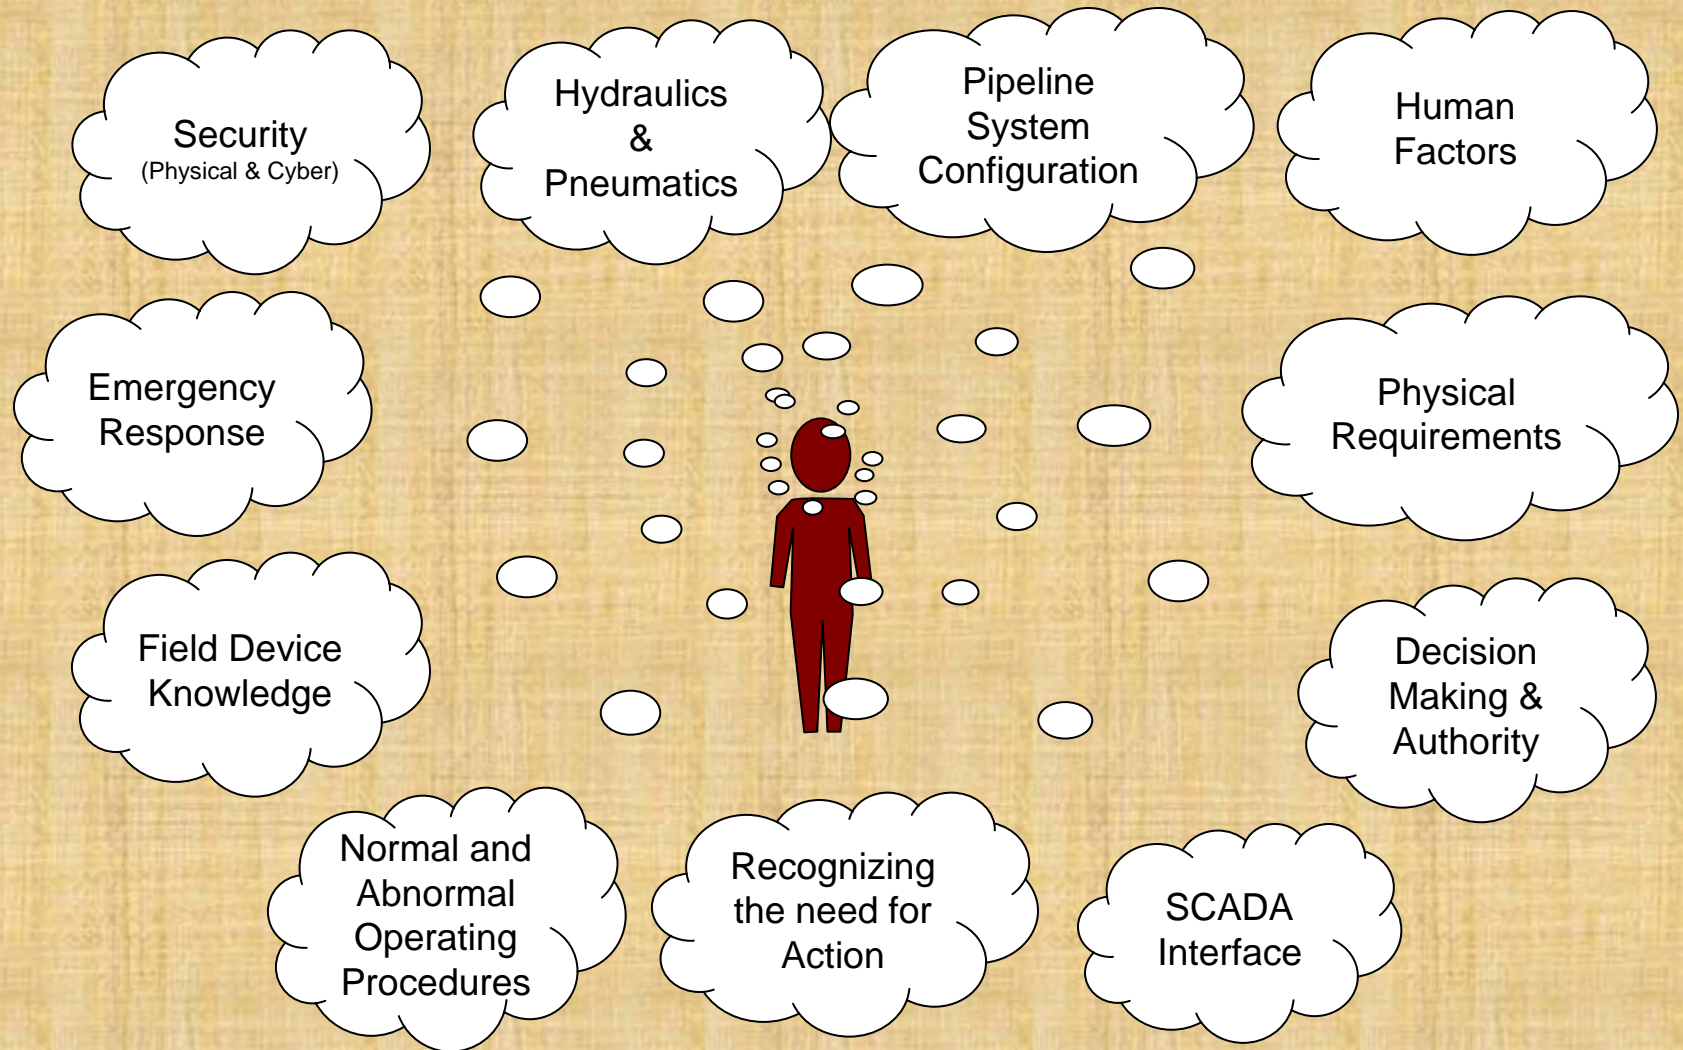 Security
(Physical & Cyber)
Hydraulics
&
Pneumatics
Pipeline
System
Configuration
Human
Factors
Emergency
Response
Physical
Requirements
Field Device
Knowledge
Decision
Making &
Authority
Normal and
Abnormal
Operating
Procedures
Recognizing
the need for
Action
SCADA
Interface